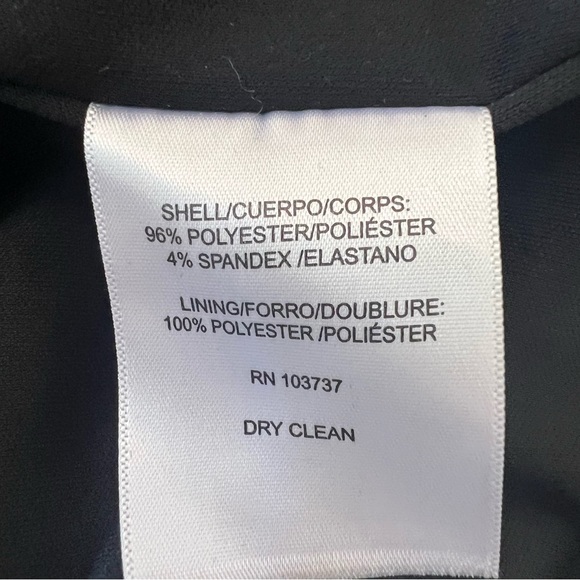 SHELL/CUERPO/CORPS:
96% POLYESTER/POLIÉSTER
4% SPANDEX /ELASTANO
LINING/FORRO/DOUBLURE:
100% POLYESTER /POLIÉSTER
RN 103737
DRY CLEAN